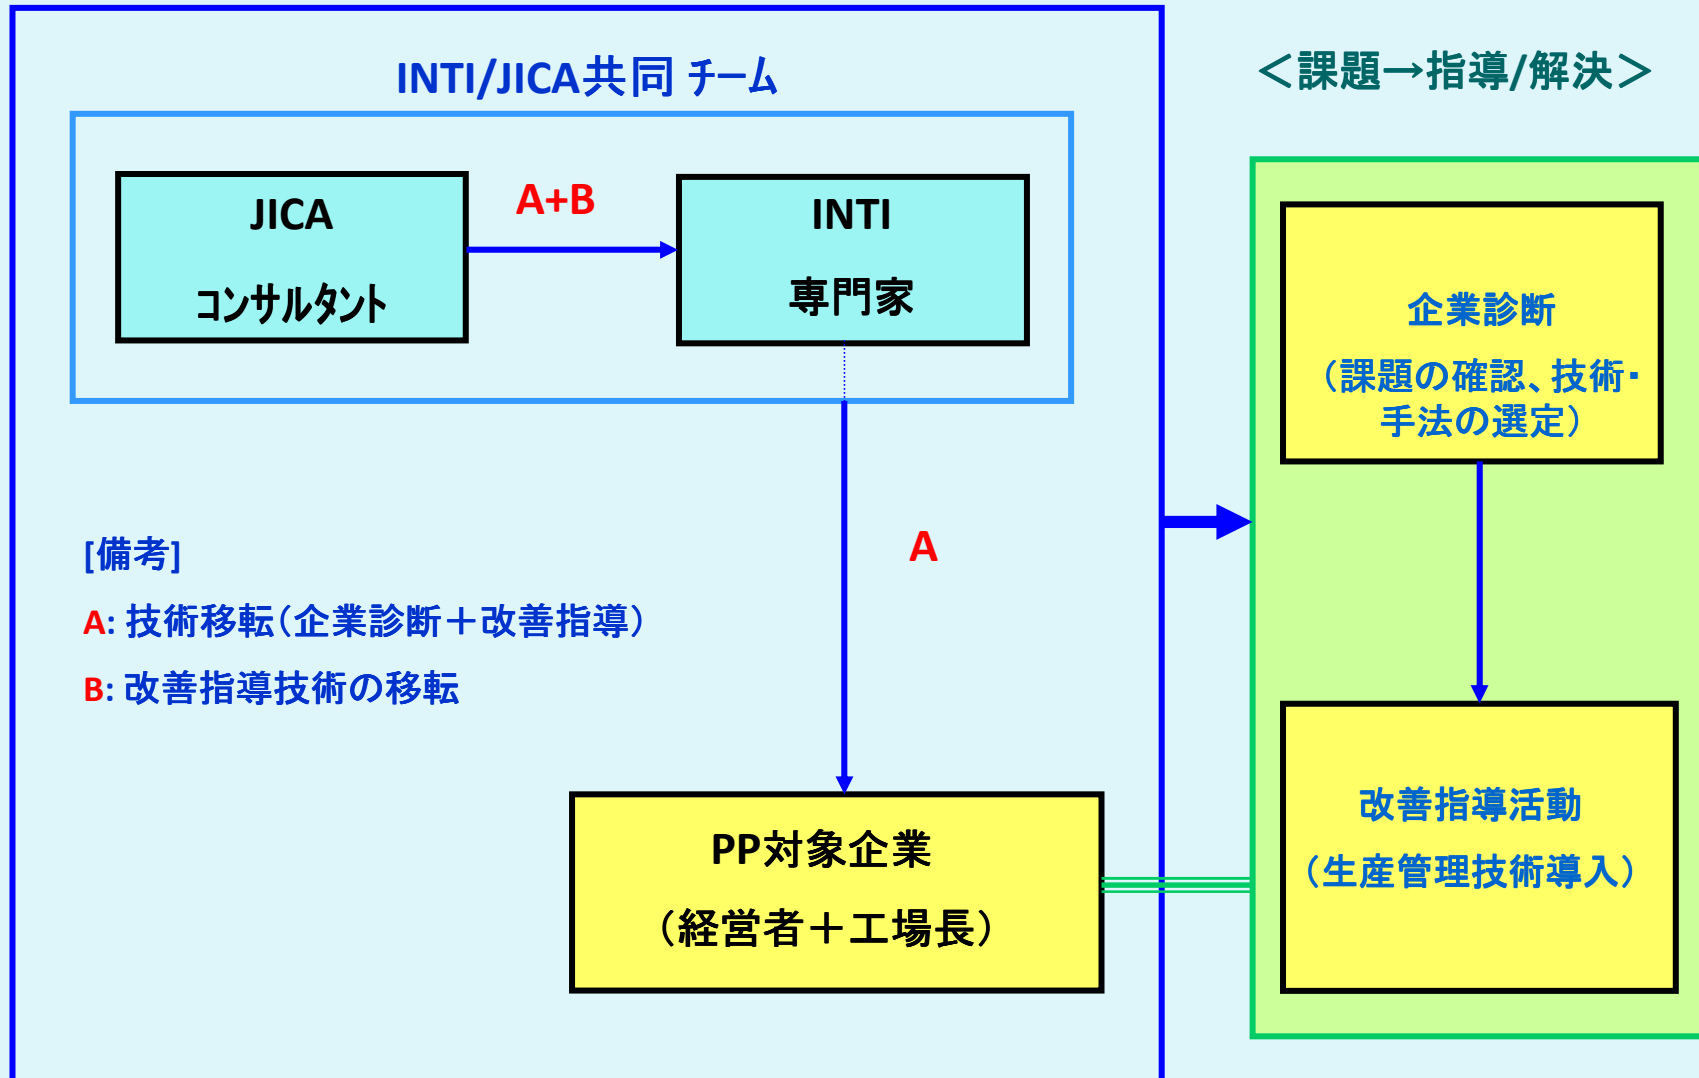 INTI/JICA共同 チーム
JICA
コンサルタント
A+B
INTI
専門家
A
[備考]
A: 技術移転（企業診断＋改善指導）
B: 改善指導技術の移転
PP対象企業
（経営者＋工場長）
＜課題→指導/解決＞
企業診断
（課題の確認、技術・
手法の選定）
改善指導活動
（生産管理技術導入）